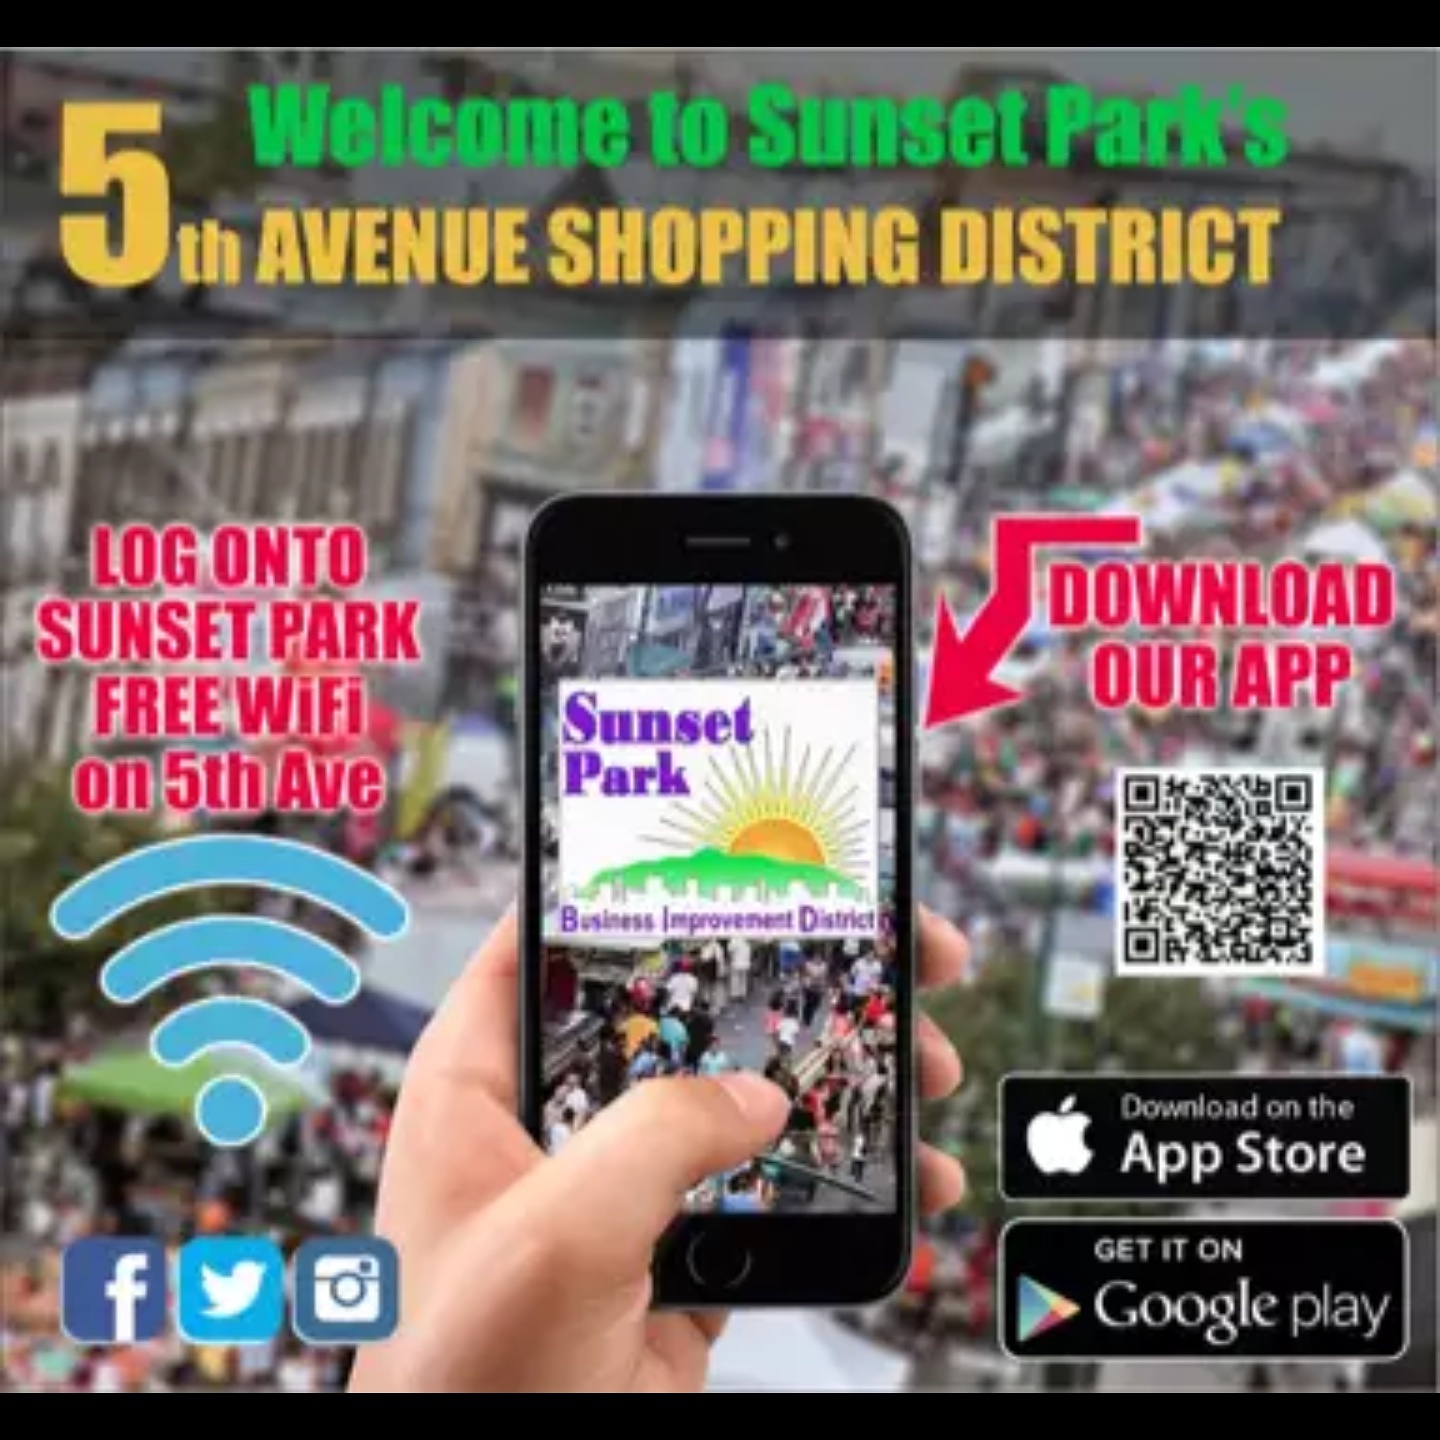 Welcome to Sunset Park's
5th AVENUE SHOPPING DISTRICT
LOG ONTO
SUNSET PARK
FREE WiFi
on 5th Ave
DOWNLOAD
OUR APP
Sunset
Park
Business Improvement District
Download on the
App Store
GET IT ON
Google play